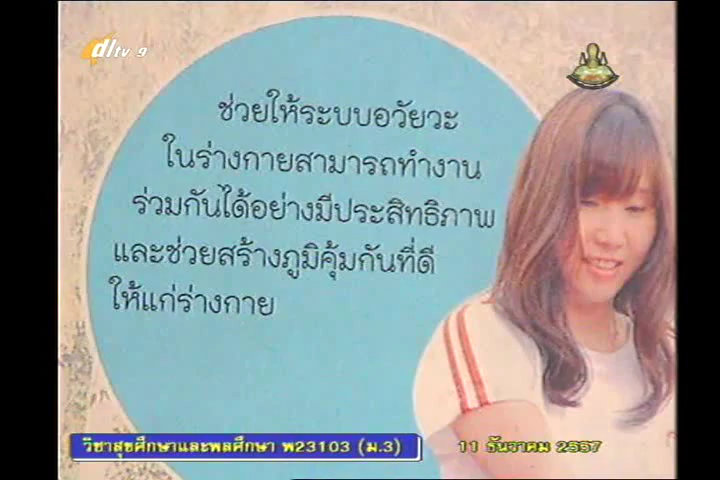 dltv 9
ช่วยให้ระบบอวัยวะ
ในร่างกายสามารถทำงาน
ร่วมกันได้อย่างมีประสิทธิภาพ
และช่วยสร้างภูมิคุ้มกันที่ดี
ให้แก่ร่างกาย
วิชาสุขศึกษาและพลศึกษา พ23103 (ม.3)
11 ธันวาคม 2557